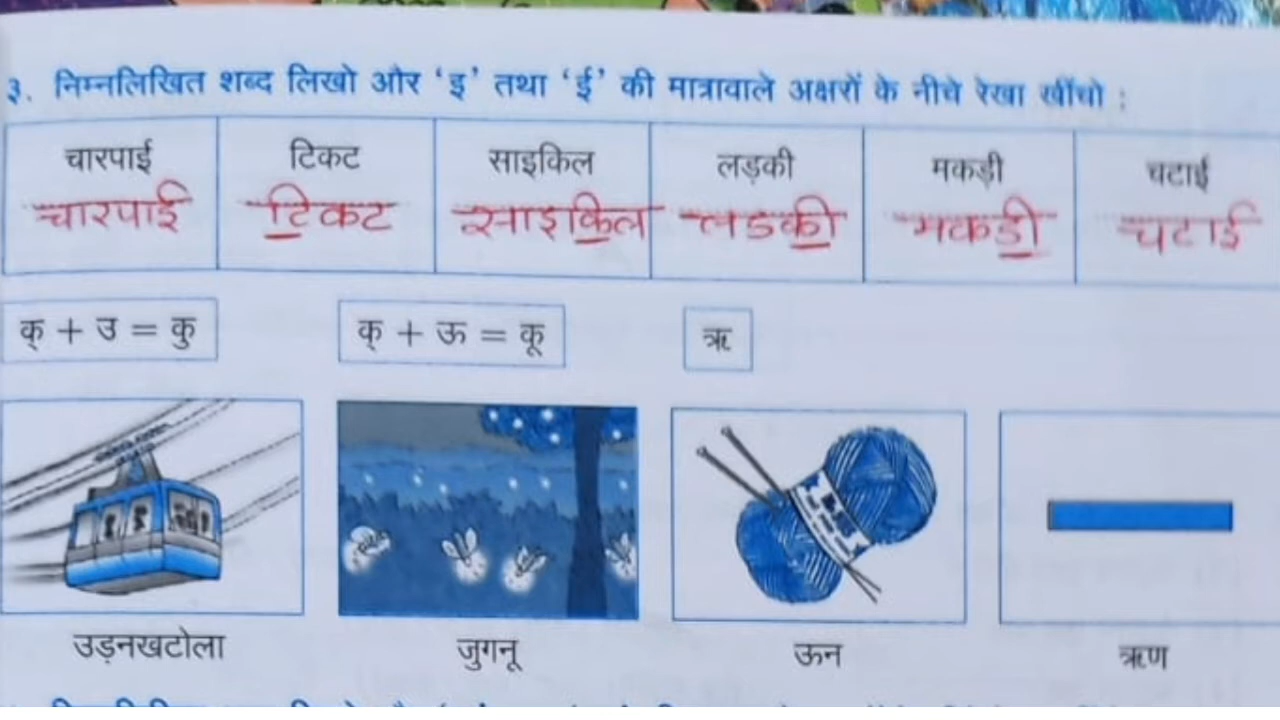 ३. निम्नलिखित शब्द लिखो और ‘इ’ तथा ‘ई’ की मात्रावाले अक्षरों के नीचे रेखा खींचो :
चारपाई टिकट साइकिल लड़की मकड़ी चटाई
चारपाई टिकट साइकिल लडकी मकडी चटाई
क् + उ = कु क् + ऊ = कू ऋ
उड़नखटोला जुगनू ऊन ऋण